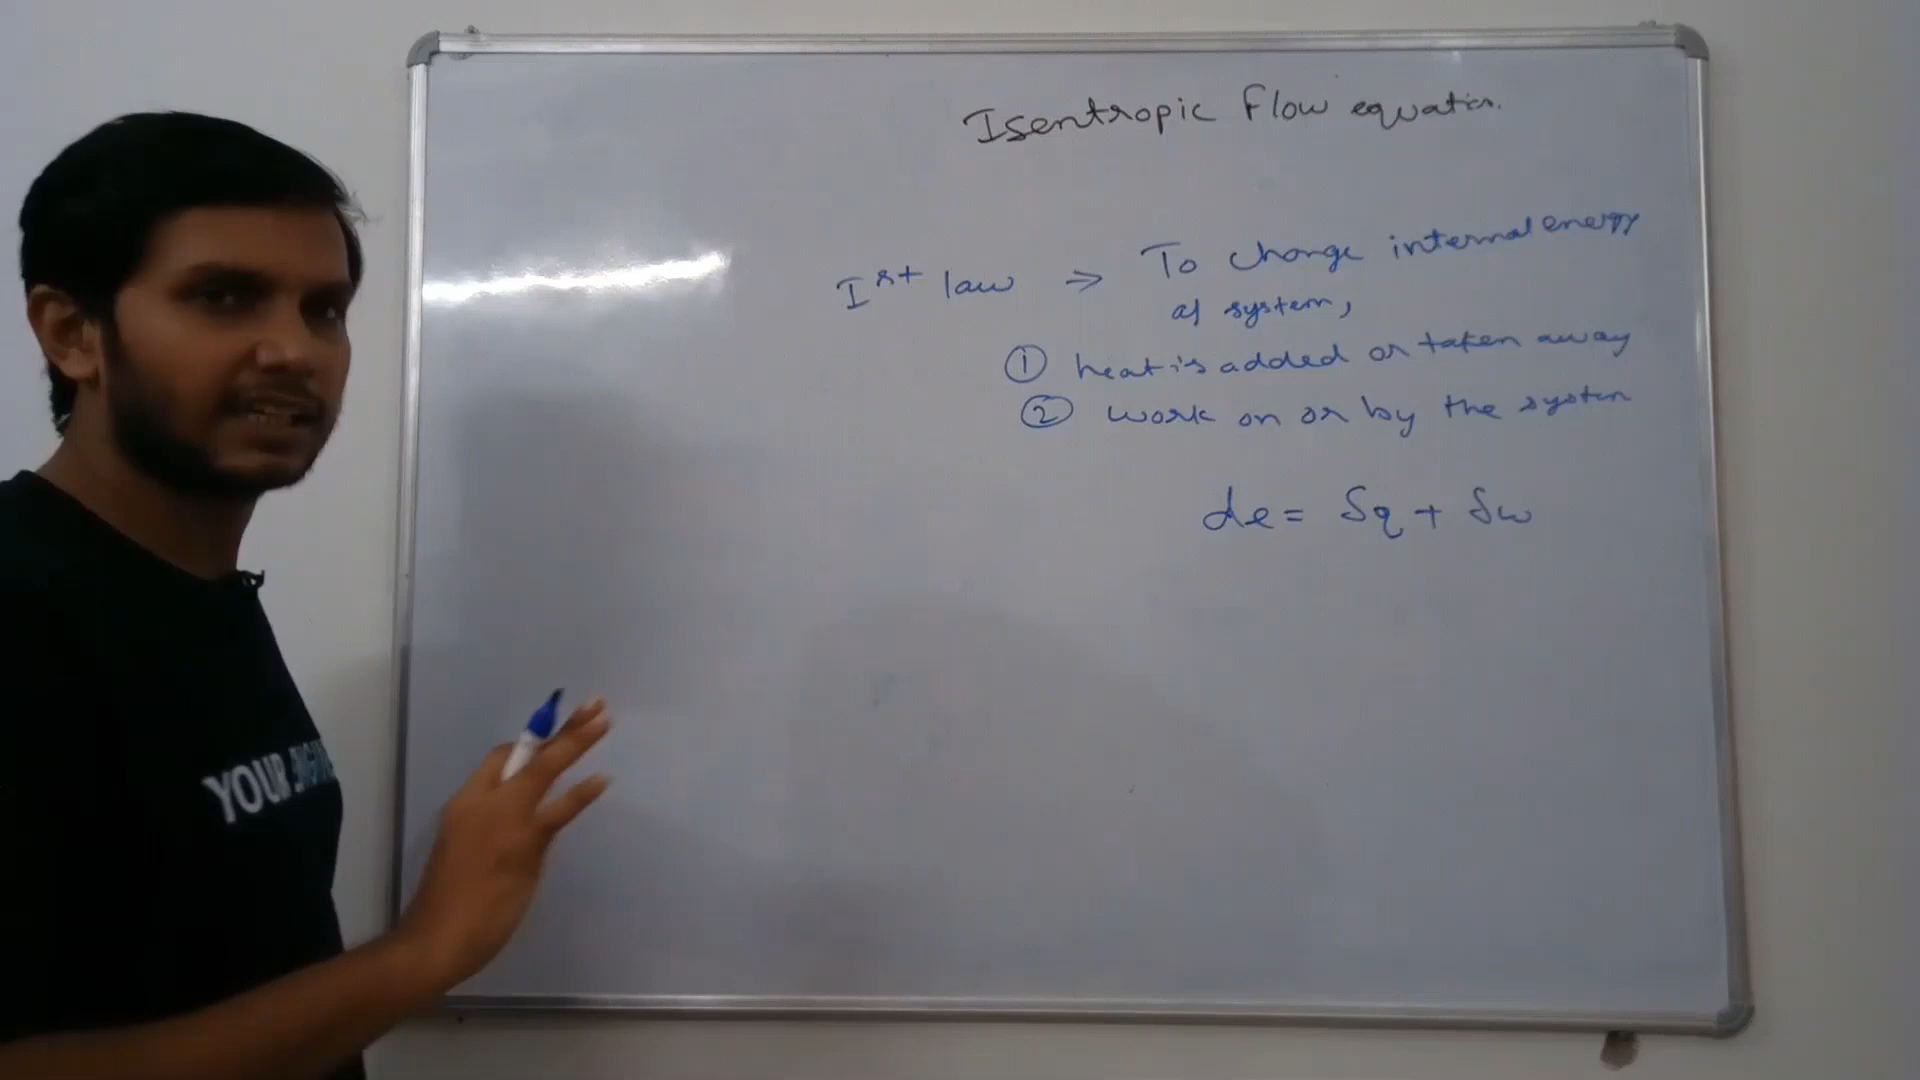 Isentropic Flow equation.
Ist law ⇒ To change internal energy
of system,
① heat is added or taken away
② work on or by the system
de = δq + δw
YOUR ENGI